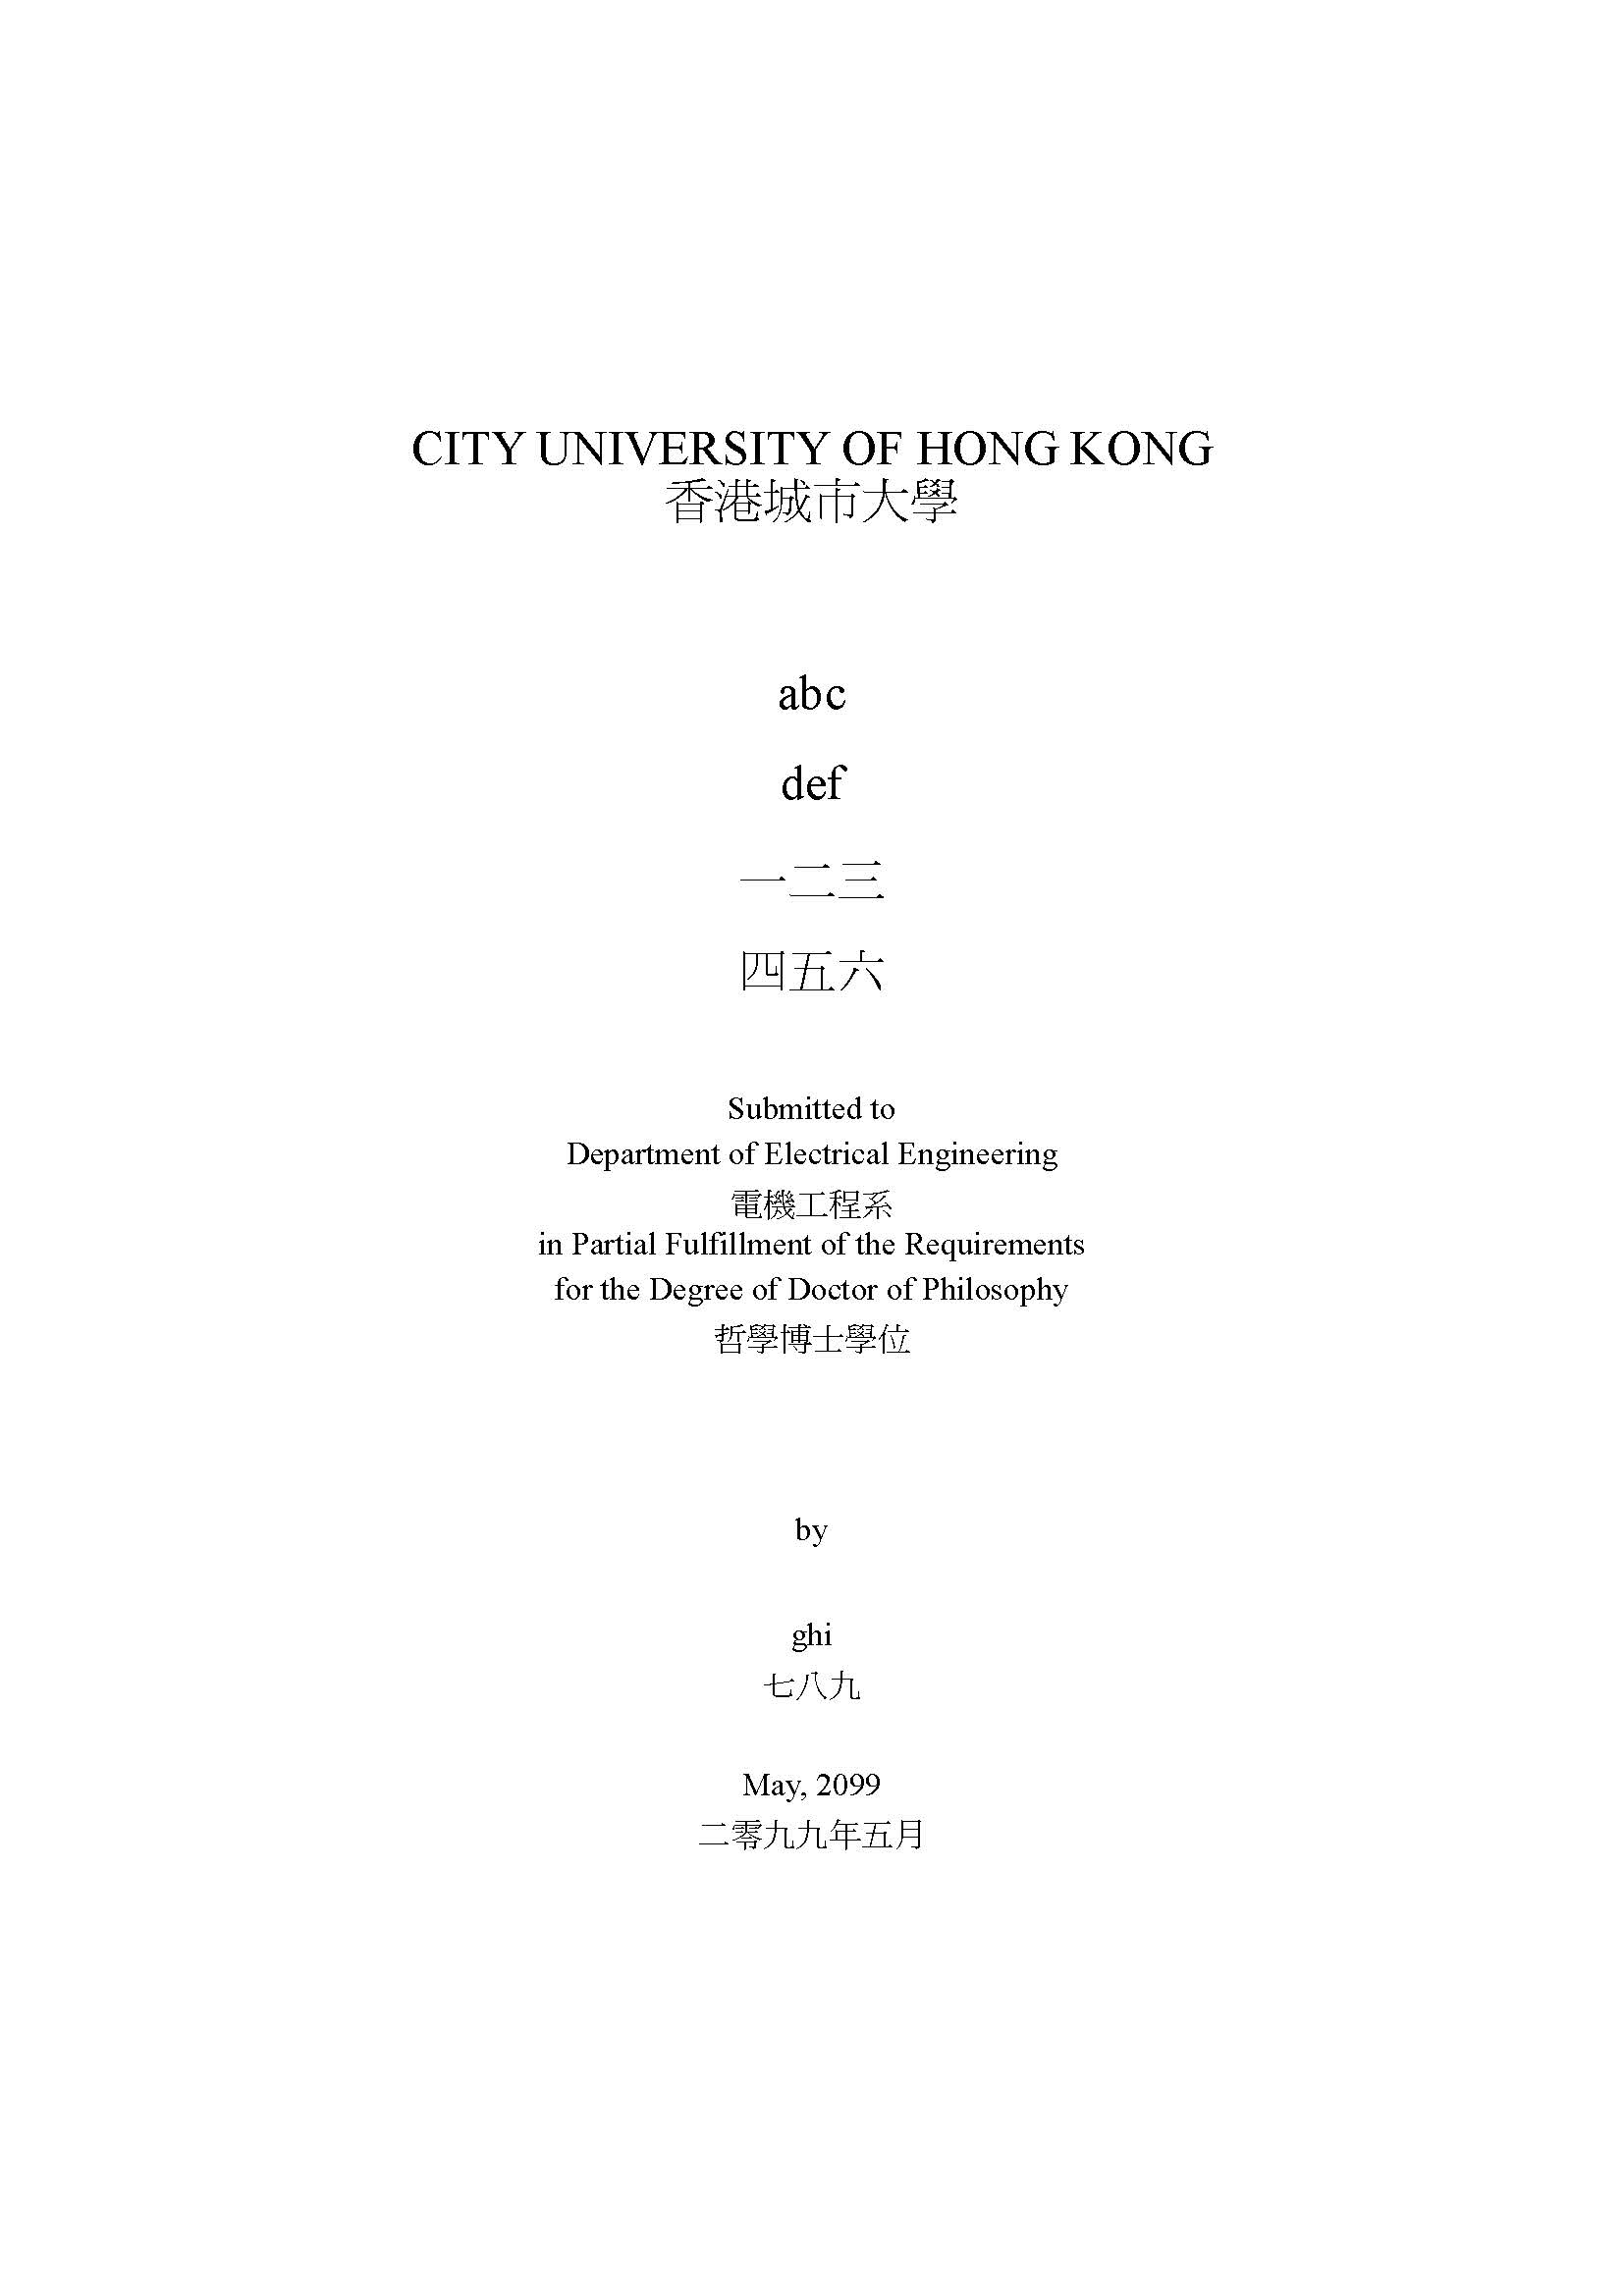 CITY UNIVERSITY OF HONG KONG
香港城市大學
abc
def
一二三
四五六
Submitted to
Department of Electrical Engineering
電機工程系
in Partial Fulfillment of the Requirements
for the Degree of Doctor of Philosophy
哲學博士學位
by
ghi
七八九
May, 2099
二零九九年五月